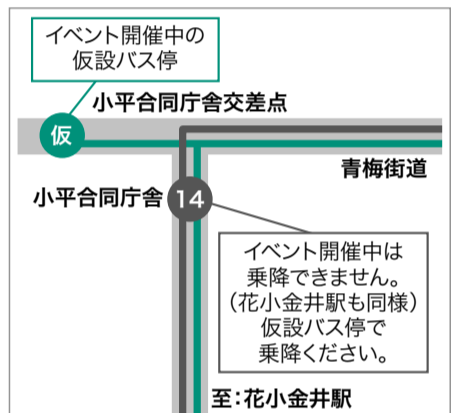 イベント開催中の
仮設バス停
小平合同庁舎交差点
仮
青梅街道
小平合同庁舎
14
イベント開催中は
乗降できません。
（花小金井駅も同様）
仮設バス停で
乗降ください。
至：花小金井駅